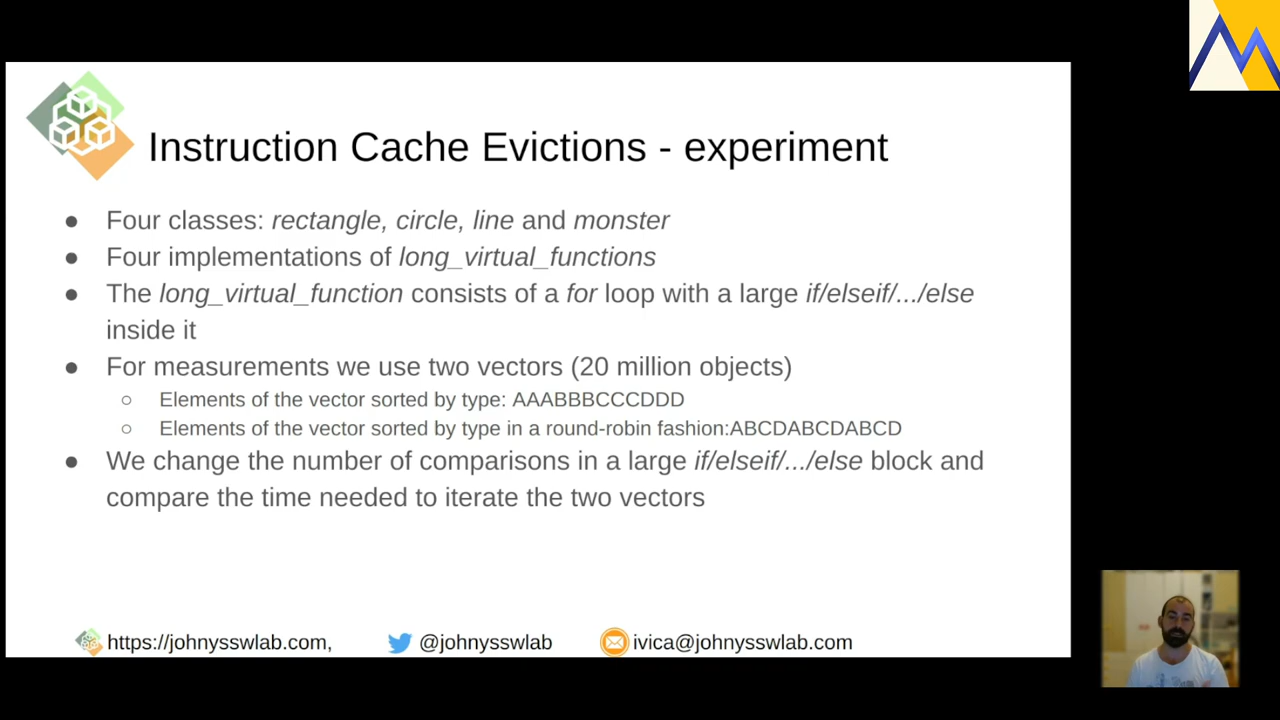 Instruction Cache Evictions - experiment
● Four classes: rectangle, circle, line and monster
● Four implementations of long_virtual_functions
● The long_virtual_function consists of a for loop with a large if/elseif/.../else
inside it
● For measurements we use two vectors (20 million objects)
○ Elements of the vector sorted by type: AAABBBCCCDDD
○ Elements of the vector sorted by type in a round-robin fashion:ABCDABCDABCD
● We change the number of comparisons in a large if/elseif/.../else block and
compare the time needed to iterate the two vectors
https://johnysswlab.com, @johnysswlab ivica@johnysswlab.com